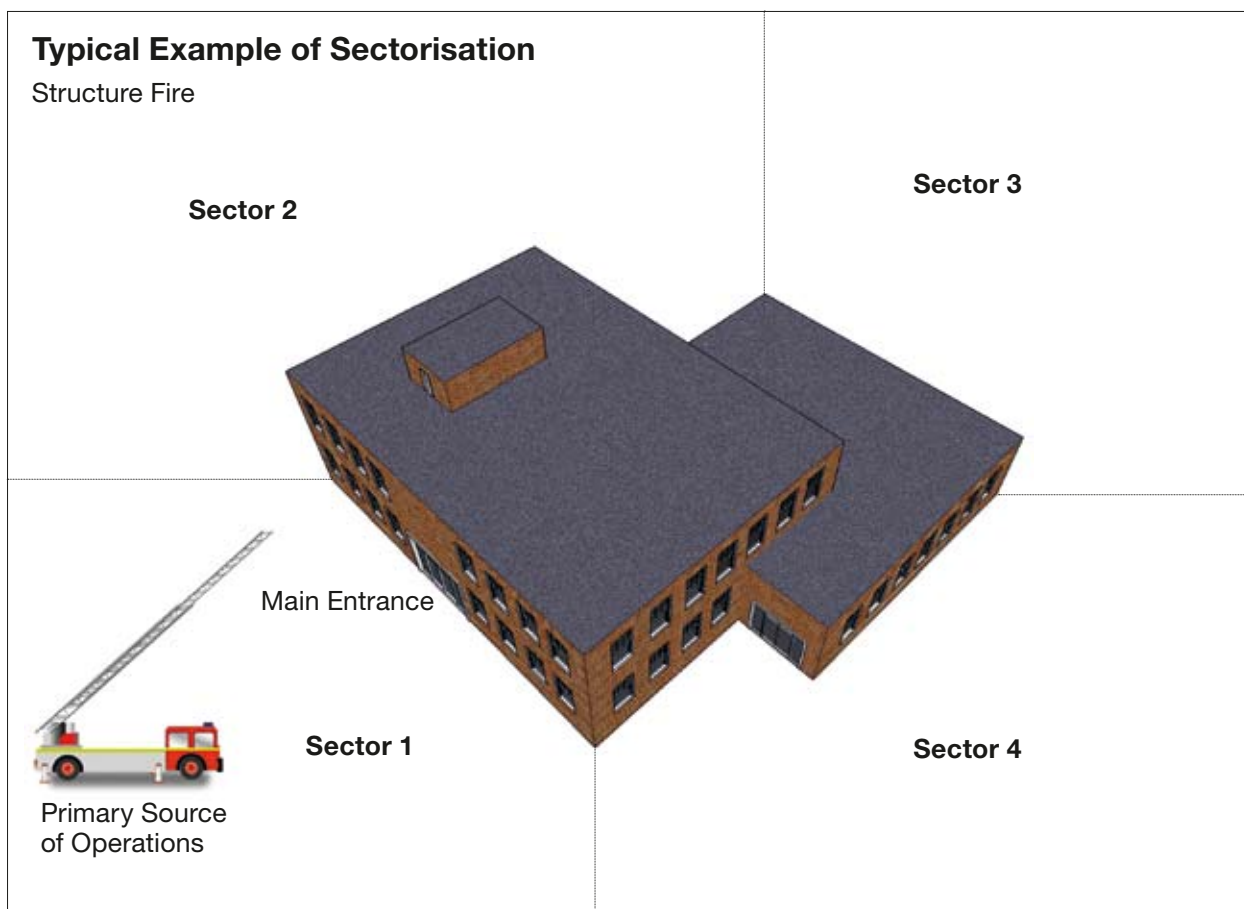 Typical Example of Sectorisation
Structure Fire
Sector 2
Sector 3
Main Entrance
Sector 1
Sector 4
Primary Source
of Operations